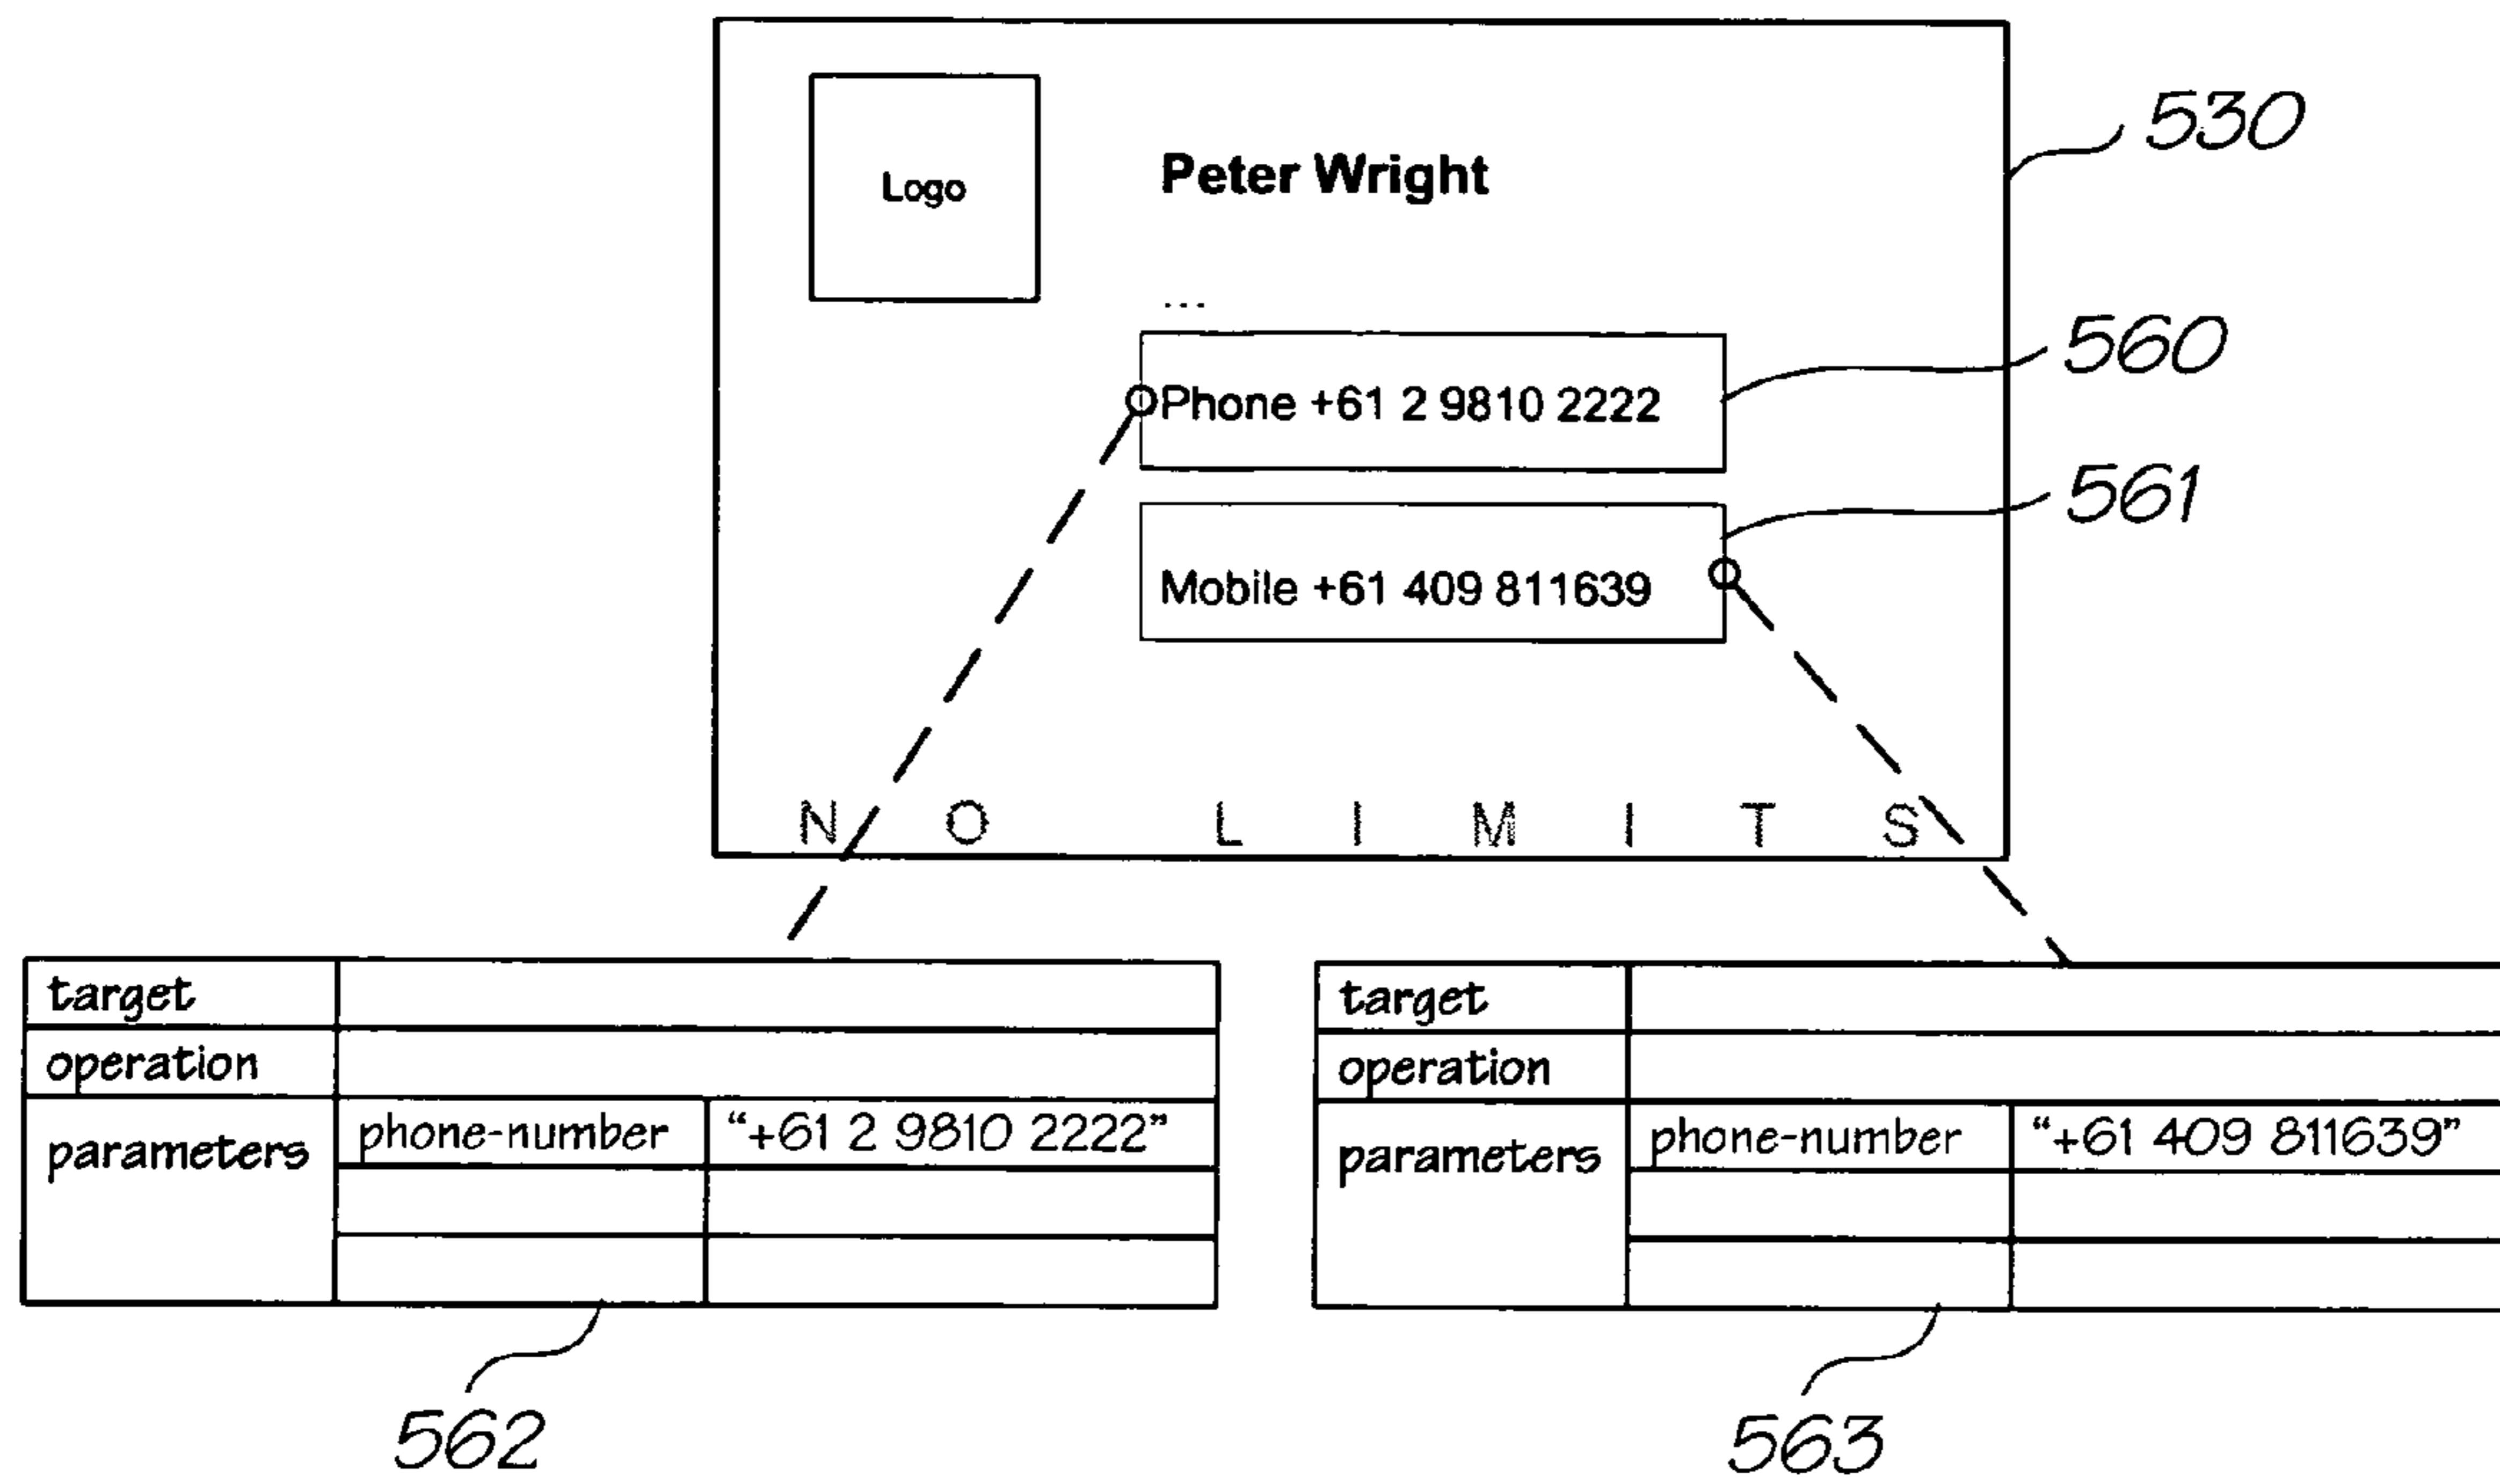 530
Logo
Peter Wright
...
560
Phone +61 2 9810 2222
561
Mobile +61 409 811639
N O L I M I T S
target
operation
parameters phone-number “+61 2 9810 2222”
562
target
operation
parameters phone-number “+61 409 811639”
563